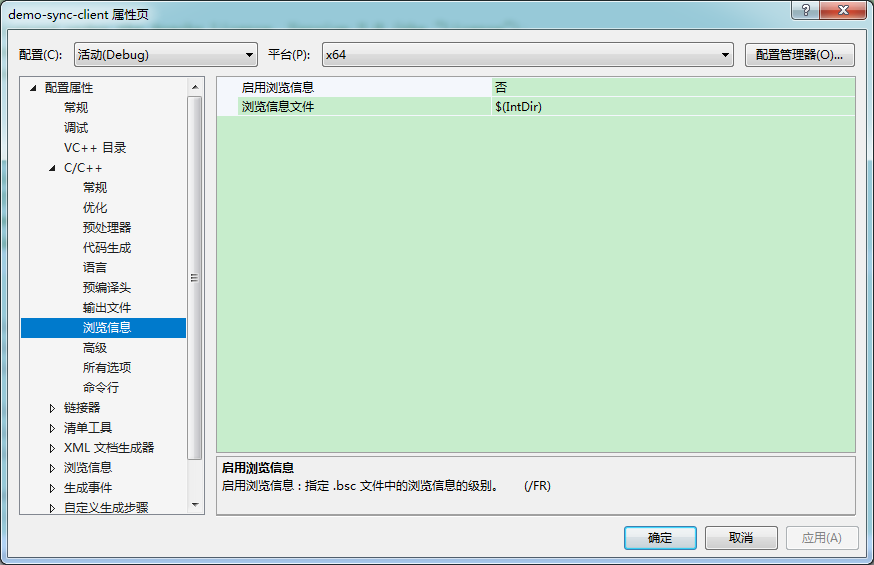 demo-sync-client 属性页
配置(C): 活动(Debug) 平台(P): x64 配置管理器(O)...
配置属性
常规
调试
VC++ 目录
C/C++
常规
优化
预处理器
代码生成
语言
预编译头
输出文件
浏览信息
高级
所有选项
命令行
链接器
清单工具
XML 文档生成器
浏览信息
生成事件
自定义生成步骤
启用浏览信息 否
浏览信息文件 $(IntDir)
启用浏览信息
启用浏览信息：指定 .bsc 文件中的浏览信息的级别。 (/FR)
确定 取消 应用(A)